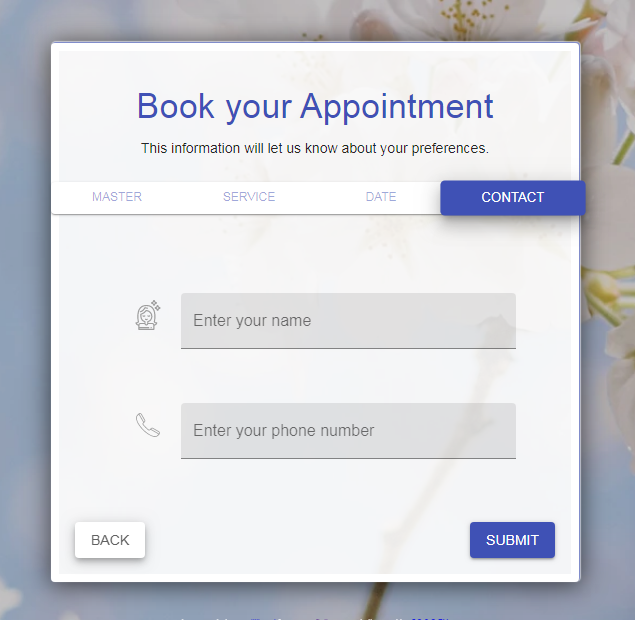 Book your Appointment
This information will let us know about your preferences.
MASTER SERVICE DATE CONTACT
Enter your name
Enter your phone number
BACK SUBMIT